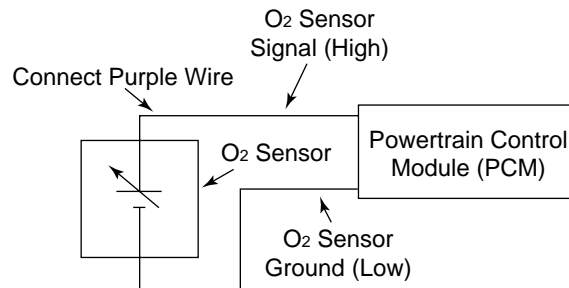 O2 Sensor
Signal (High)
Connect Purple Wire
Powertrain Control
Module (PCM)
O2 Sensor
O2 Sensor
Ground (Low)